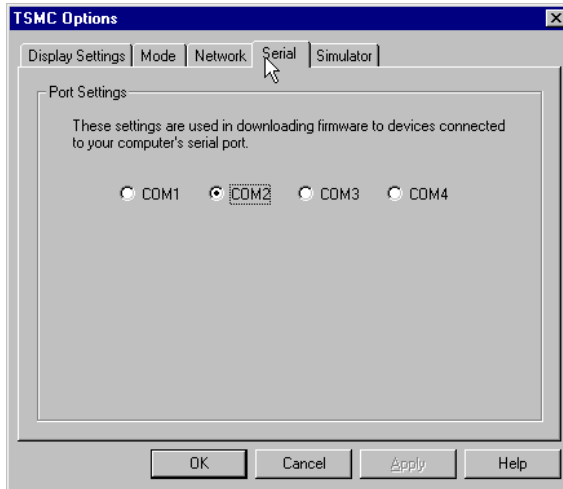 TSMC Options
Display Settings Mode Network Serial Simulator
Port Settings
These settings are used in downloading firmware to devices connected
to your computer's serial port.
COM1 COM2 COM3 COM4
OK Cancel Apply Help